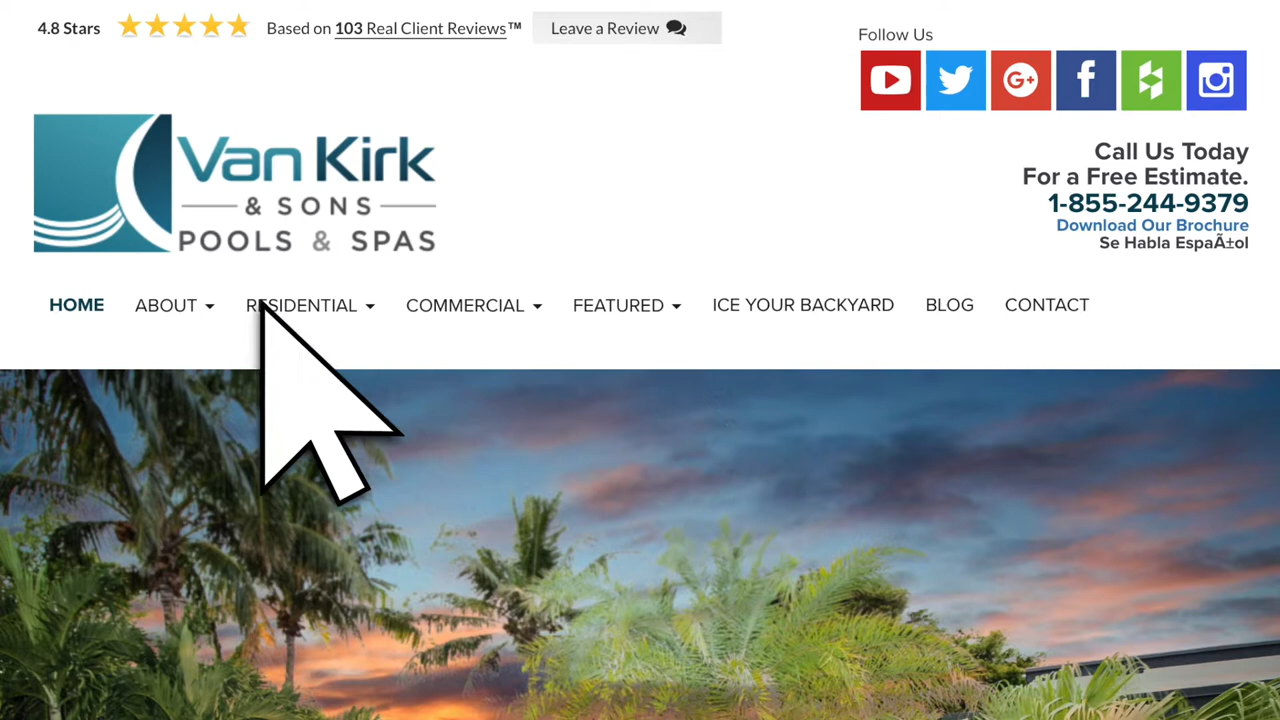 4.8 Stars
Based on 103 Real Client Reviews™
Leave a Review
Follow Us
G+
f
Van Kirk
& SONS
POOLS & SPAS
Call Us Today
For a Free Estimate.
1-855-244-9379
Download Our Brochure
Se Habla EspaÃ±ol
HOME ABOUT RESIDENTIAL COMMERCIAL FEATURED ICE YOUR BACKYARD BLOG CONTACT